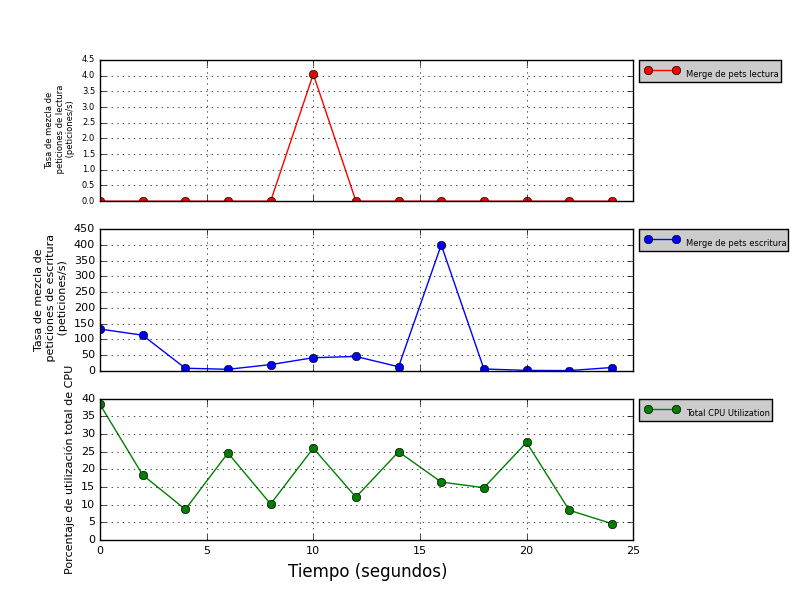 Tasa de mezcla de
peticiones de lectura
(peticiones/s)
4.5
4.0
3.5
3.0
2.5
2.0
1.5
1.0
0.5
0.0
Merge de pets lectura
Tasa de mezcla de
peticiones de escritura
(peticiones/s)
450
400
350
300
250
200
150
100
50
0
Merge de pets escritura
Porcentaje de utilización total de CPU
40
35
30
25
20
15
10
5
0
Total CPU Utilization
0 5 10 15 20 25
Tiempo (segundos)